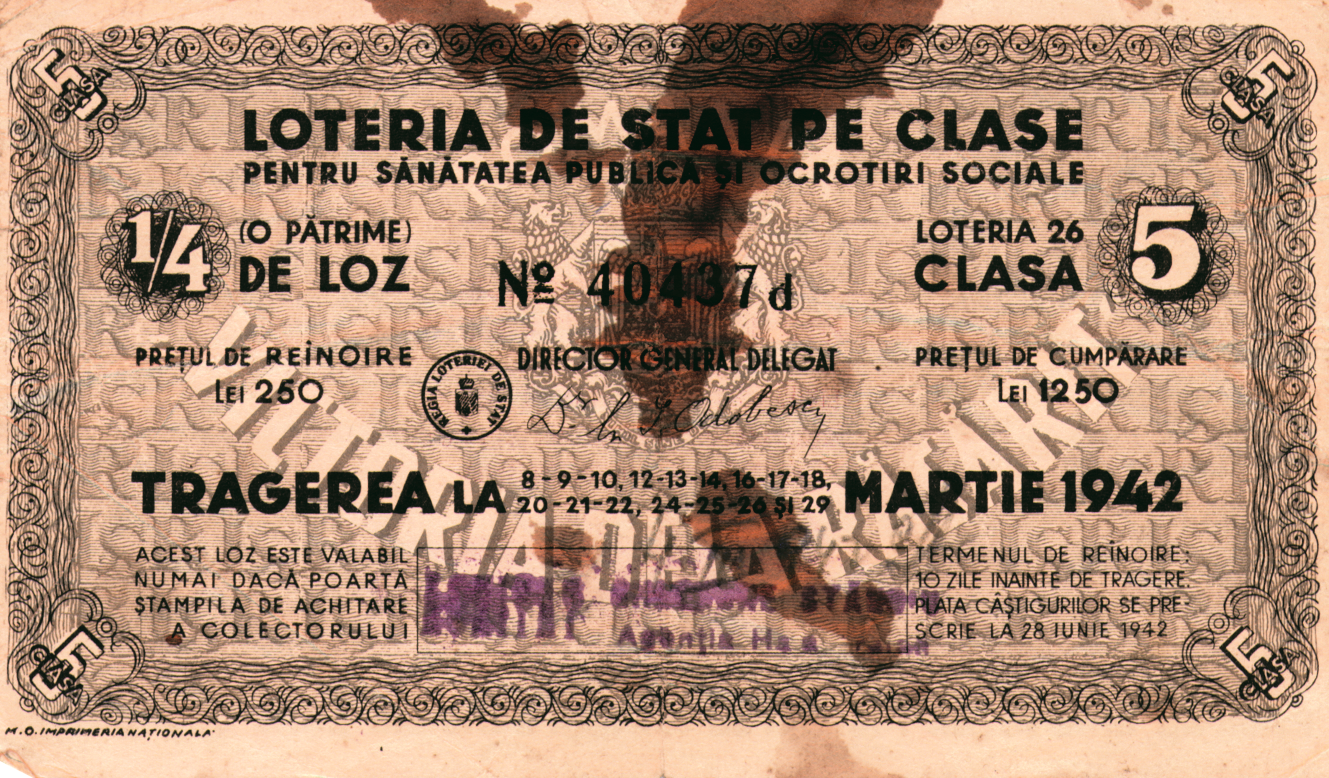 CLASA 5
CLASA 5
LOTERIA DE STAT PE CLASE
PENTRU SĂNĂTATEA PUBLICĂ ȘI OCROTIRI SOCIALE
1/4
(O PĂTRIME)
DE LOZ
Nº 40437 d
LOTERIA 26
CLASA
5
PREȚUL DE REÎNOIRE
LEI 250
REGIA LOTERIEI DE STAT
DIRECTOR GENERAL DELEGAT
PREȚUL DE CUMPĂRARE
LEI 1250
TRAGEREA LA
8-9-10, 12-13-14, 16-17-18,
20-21-22, 24-25-26 ȘI 29
MARTIE 1942
ACEST LOZ ESTE VALABIL
NUMAI DACĂ POARTĂ
ȘTAMPILA DE ACHITARE
A COLECTORULUI
Agenția
TERMENUL DE REÎNOIRE:
10 ZILE INAINTE DE TRAGERE.
PLATA CÂȘTIGURILOR SE PRE-
SCRIE LA 28 IUNIE 1942
CLASA 5
CLASA 5
M. O. IMPRIMERIA NAȚIONALĂ